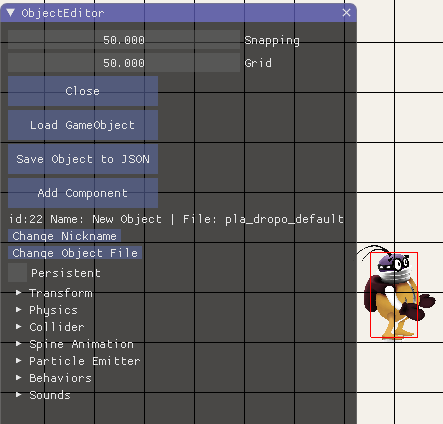 ObjectEditor
50.000 Snapping
50.000 Grid
Close
Load GameObject
Save Object to JSON
Add Component
id:22 Name: New Object | File: pla_dropo_default
Change Nickname
Change Object File
Persistent
Transform
Physics
Collider
Spine Animation
Particle Emitter
Behaviors
Sounds